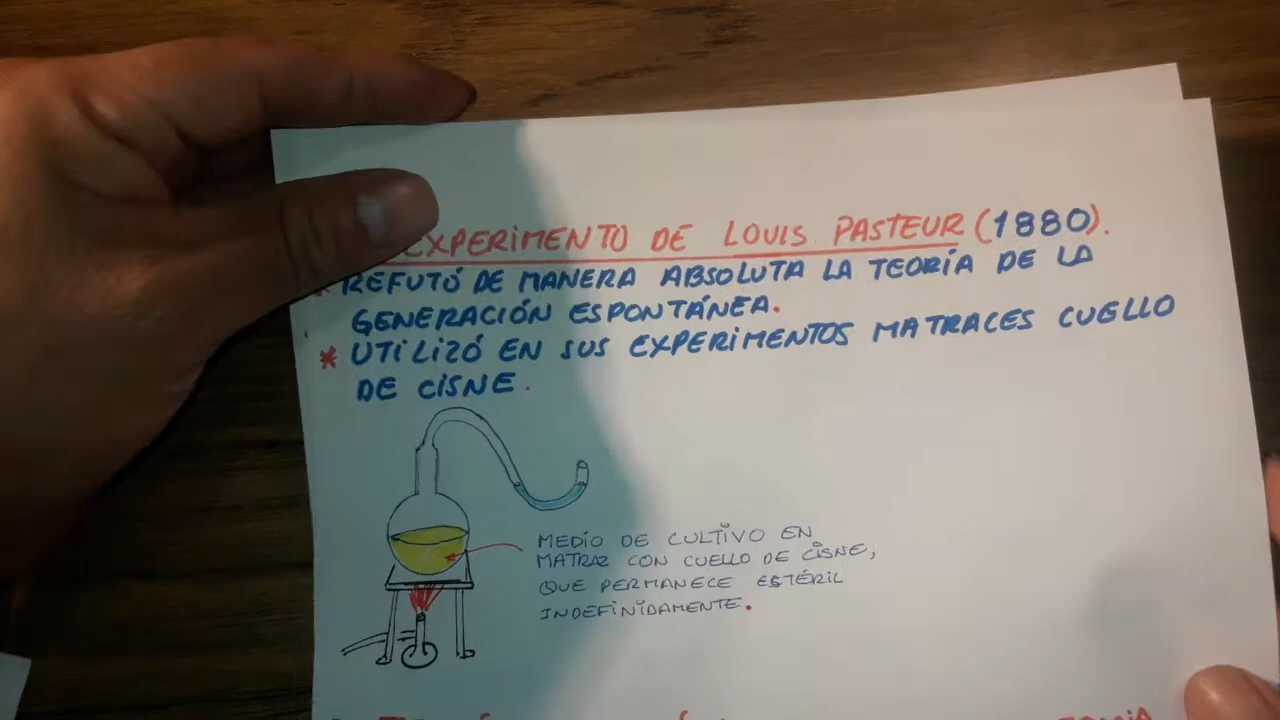 EXPERIMENTO DE LOUIS PASTEUR (1880).
* REFUTÓ DE MANERA ABSOLUTA LA TEORÍA DE LA
GENERACIÓN ESPONTÁNEA.
* UTILIZÓ EN SUS EXPERIMENTOS MATRACES CUELLO
DE CISNE.
MEDIO DE CULTIVO EN
MATRAZ CON CUELLO DE CISNE,
QUE PERMANECE ESTÉRIL
INDEFINIDAMENTE.